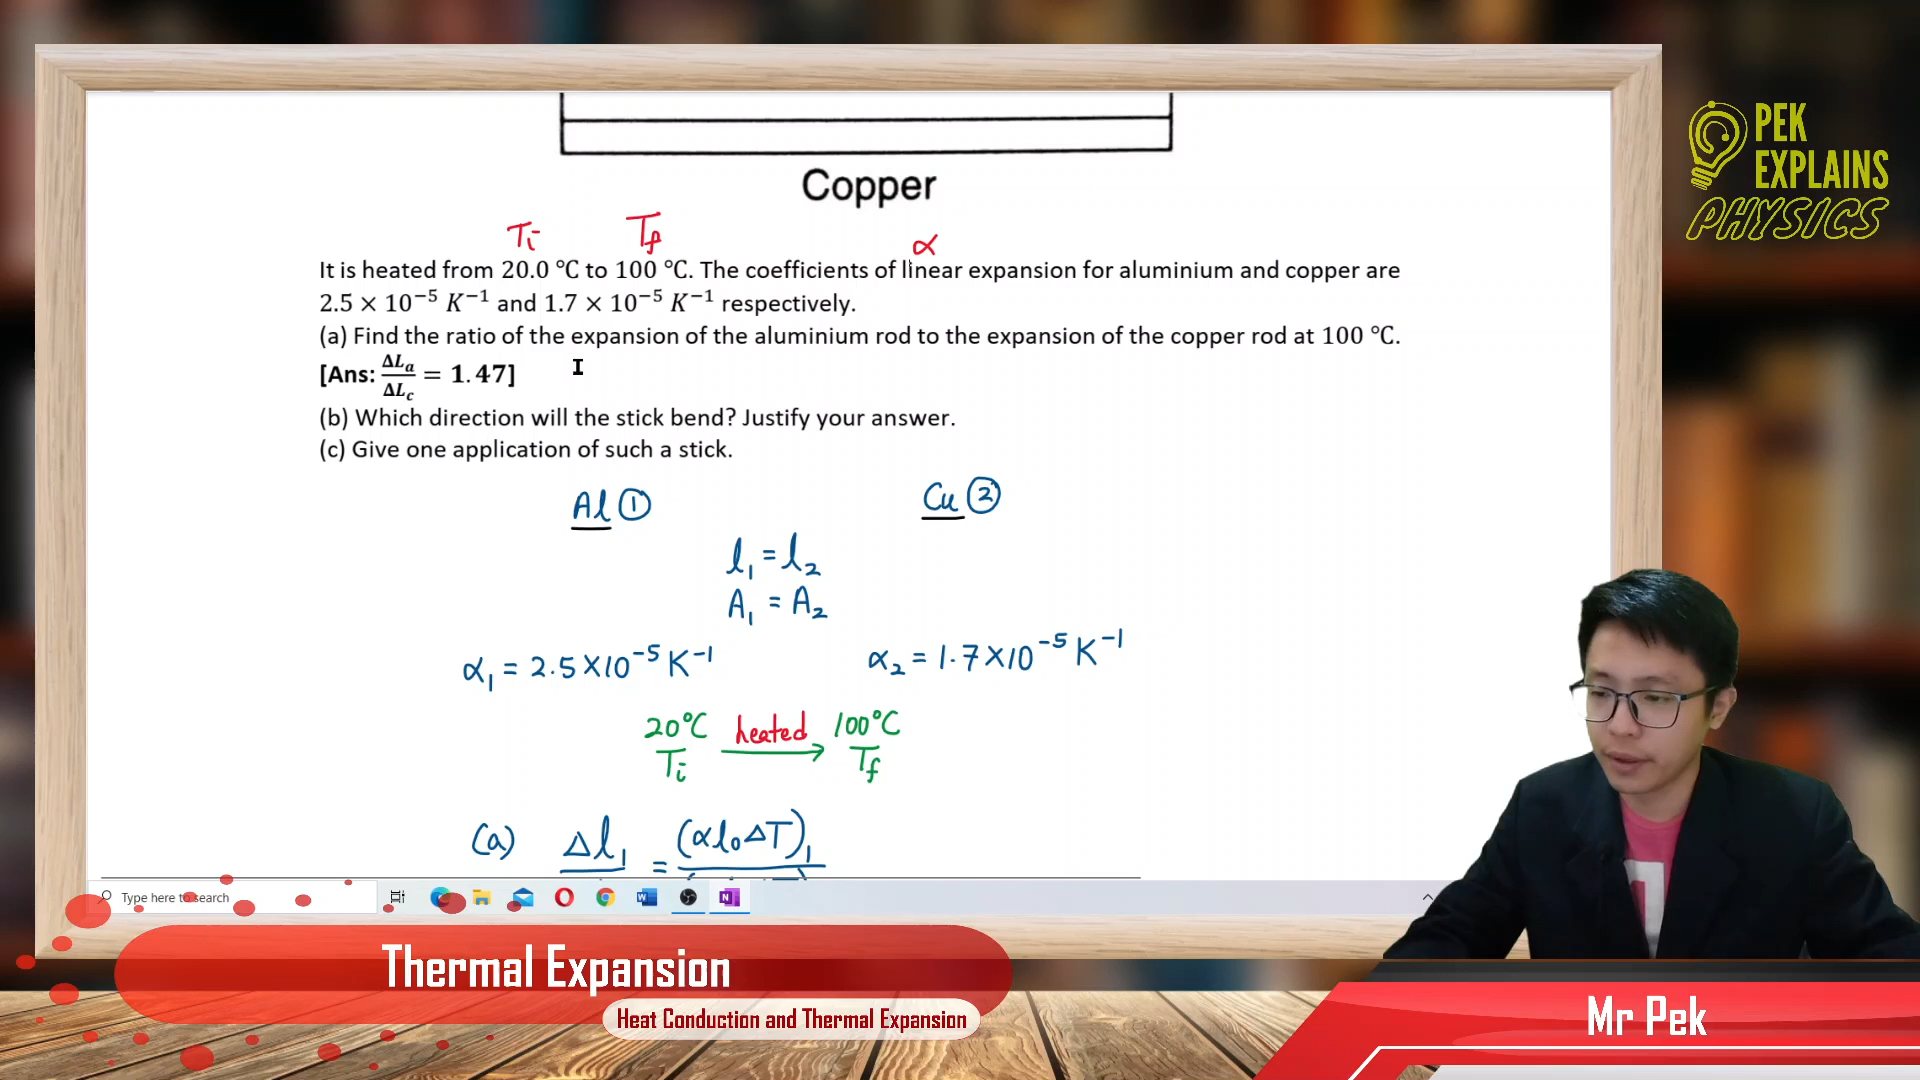 Copper
Ti Tf α
It is heated from 20.0 °C to 100 °C. The coefficients of linear expansion for aluminium and copper are
2.5 × 10⁻⁵ K⁻¹ and 1.7 × 10⁻⁵ K⁻¹ respectively.
(a) Find the ratio of the expansion of the aluminium rod to the expansion of the copper rod at 100 °C.
[Ans: ΔLa/ΔLc = 1.47]
(b) Which direction will the stick bend? Justify your answer.
(c) Give one application of such a stick.
Al ① Cu ②
l₁ = l₂
A₁ = A₂
α₁ = 2.5 × 10⁻⁵ K⁻¹ α₂ = 1.7 × 10⁻⁵ K⁻¹
20°C heated 100°C
Ti Tf
(a) Δl₁ = (αl₀ΔT)₁
Type here to search
Thermal Expansion
Heat Conduction and Thermal Expansion
PEK
EXPLAINS
PHYSICS
Mr Pek